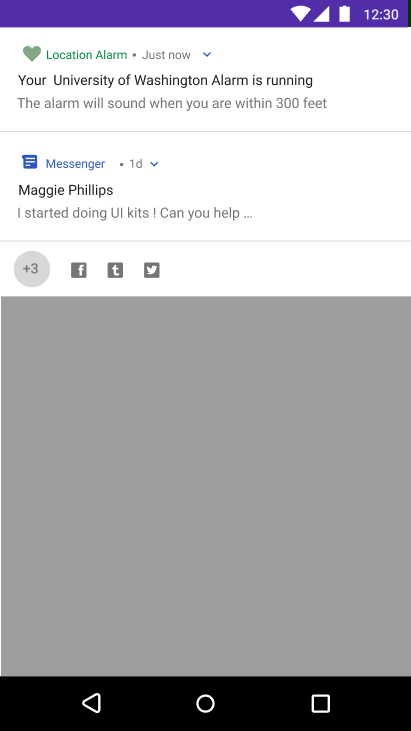 12:30
Location Alarm • Just now
Your University of Washington Alarm is running
The alarm will sound when you are within 300 feet
Messenger • 1d
Maggie Phillips
I started doing UI kits ! Can you help ...
+3